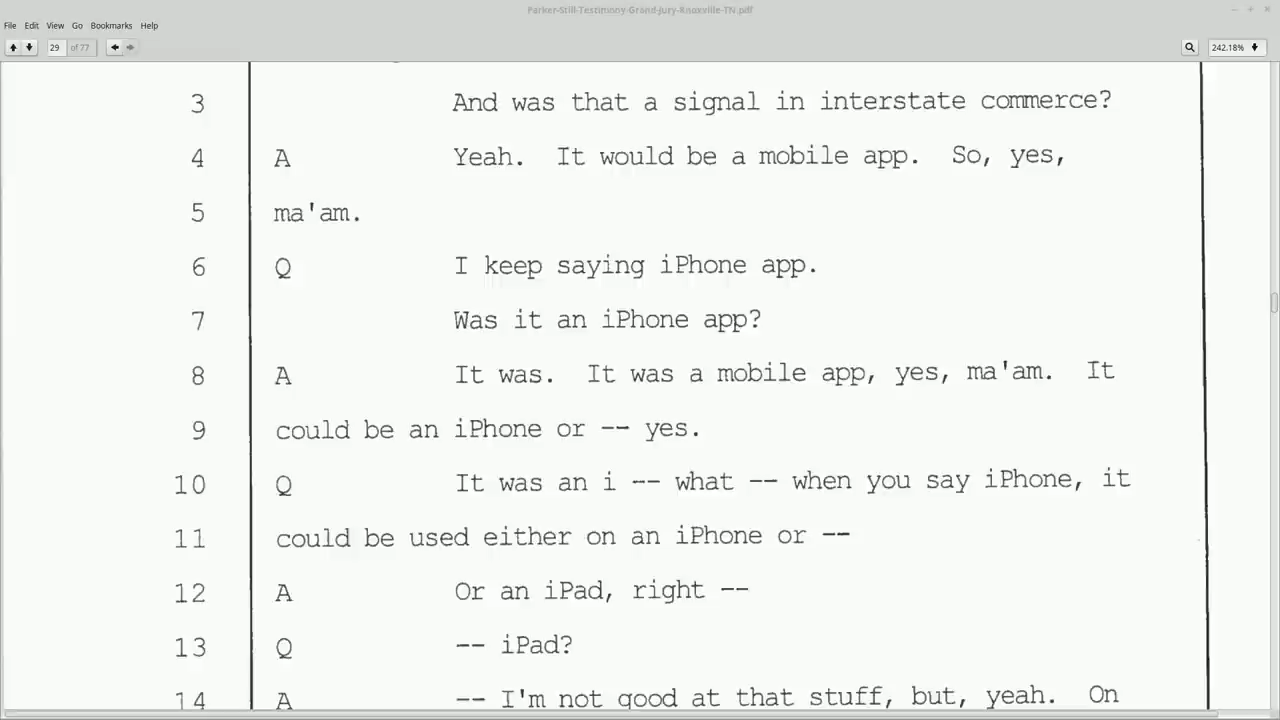 Parker-Still-Testimony-Grand-Jury-Knoxville-TN.pdf
File Edit View Go Bookmarks Help
29 of 77 242.18%
3 And was that a signal in interstate commerce?
4 A Yeah. It would be a mobile app. So, yes,
5 ma'am.
6 Q I keep saying iPhone app.
7 Was it an iPhone app?
8 A It was. It was a mobile app, yes, ma'am. It
9 could be an iPhone or -- yes.
10 Q It was an i -- what -- when you say iPhone, it
11 could be used either on an iPhone or --
12 A Or an iPad, right --
13 Q -- iPad?
14 A -- I'm not good at that stuff, but, yeah. On